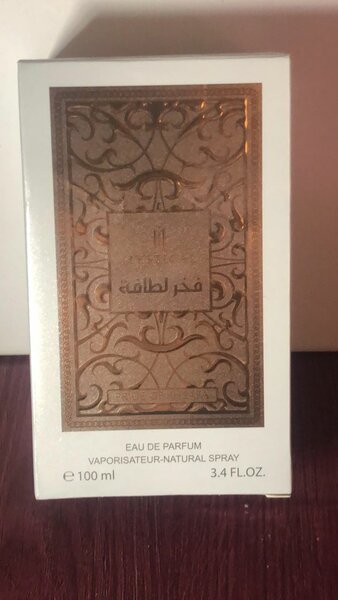 فخر لطافة
EAU DE PARFUM
VAPORISATEUR-NATURAL SPRAY
℮ 100 ml 3.4 FL.OZ.